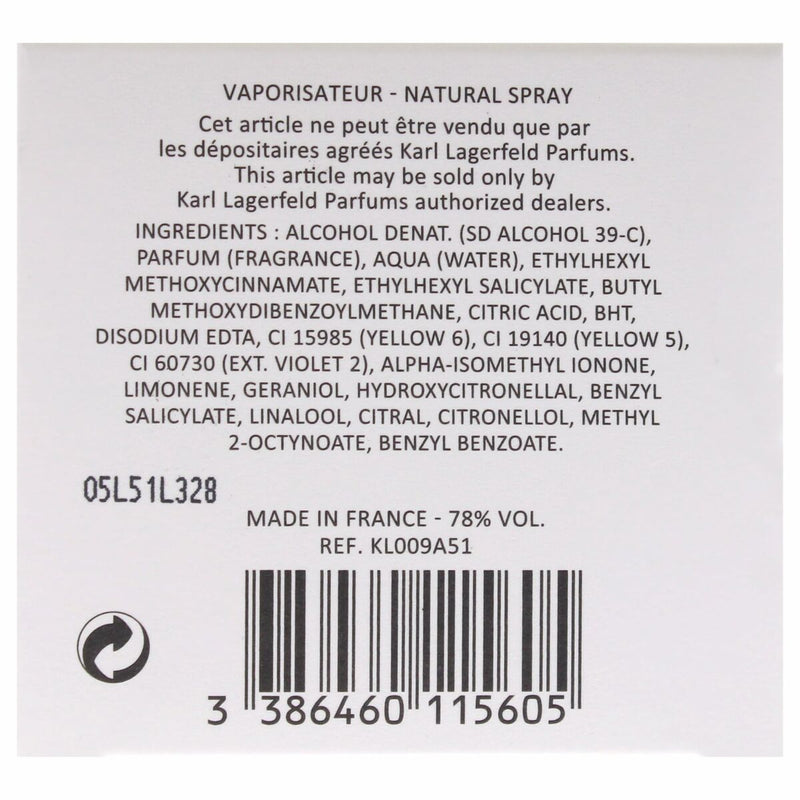 VAPORISATEUR - NATURAL SPRAY
Cet article ne peut être vendu que par
les dépositaires agréés Karl Lagerfeld Parfums.
This article may be sold only by
Karl Lagerfeld Parfums authorized dealers.
INGREDIENTS : ALCOHOL DENAT. (SD ALCOHOL 39-C),
PARFUM (FRAGRANCE), AQUA (WATER), ETHYLHEXYL
METHOXYCINNAMATE, ETHYLHEXYL SALICYLATE, BUTYL
METHOXYDIBENZOYLMETHANE, CITRIC ACID, BHT,
DISODIUM EDTA, CI 15985 (YELLOW 6), CI 19140 (YELLOW 5),
CI 60730 (EXT. VIOLET 2), ALPHA-ISOMETHYL IONONE,
LIMONENE, GERANIOL, HYDROXYCITRONELLAL, BENZYL
SALICYLATE, LINALOOL, CITRAL, CITRONELLOL, METHYL
2-OCTYNOATE, BENZYL BENZOATE.
05L51L328
MADE IN FRANCE - 78% VOL.
REF. KL009A51
3 386460 115605